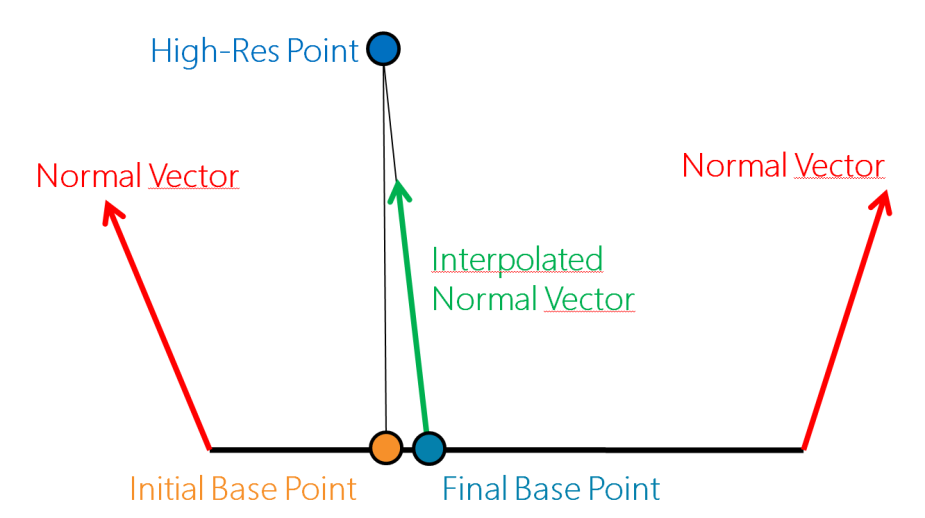 High-Res Point
Normal Vector
Normal Vector
Interpolated
Normal Vector
Initial Base Point
Final Base Point